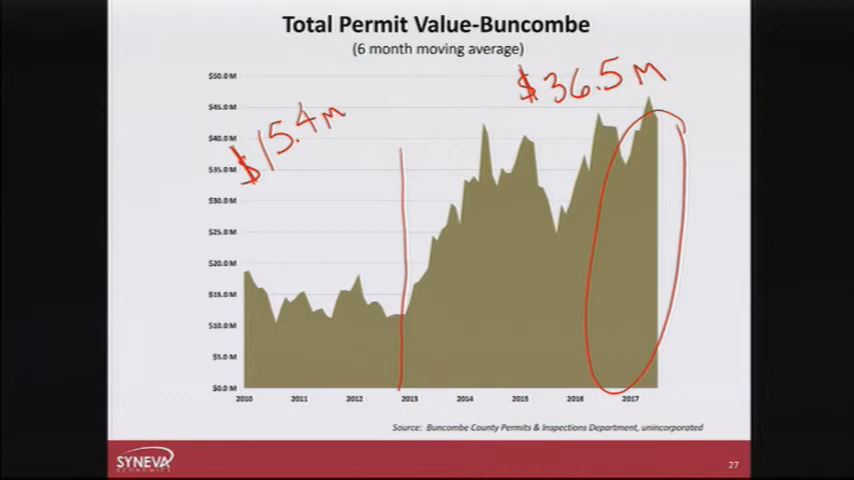 Total Permit Value-Buncombe
(6 month moving average)
$36.5 M
$15.4 M
$50.0 M
$45.0 M
$40.0 M
$35.0 M
$30.0 M
$25.0 M
$20.0 M
$15.0 M
$10.0 M
$5.0 M
$0.0 M
2010 2011 2012 2013 2014 2015 2016 2017
Source: Buncombe County Permits & Inspections Department, unincorporated
SYNEVA
ECONOMICS
27